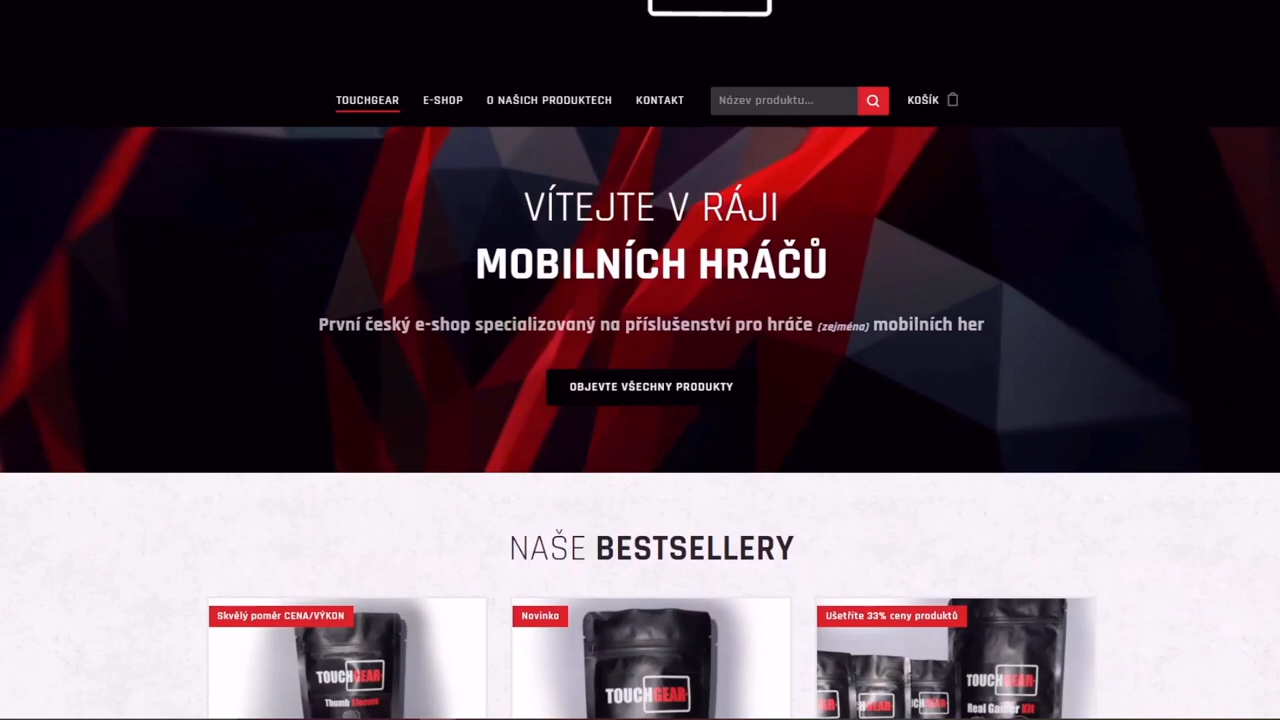 TOUCHGEAR E-SHOP O NAŠICH PRODUKTECH KONTAKT Název produktu... KOŠÍK
VÍTEJTE V RÁJI
MOBILNÍCH HRÁČŮ
První český e-shop specializovaný na příslušenství pro hráče (zejména) mobilních her
OBJEVTE VŠECHNY PRODUKTY
NAŠE BESTSELLERY
Skvělý poměr CENA/VÝKON
Novinka
Ušetříte 33% ceny produktů
TOUCHGEAR
Thumb Sleeves
TOUCHGEAR
TOUCHGEAR
Real Gamer Kit